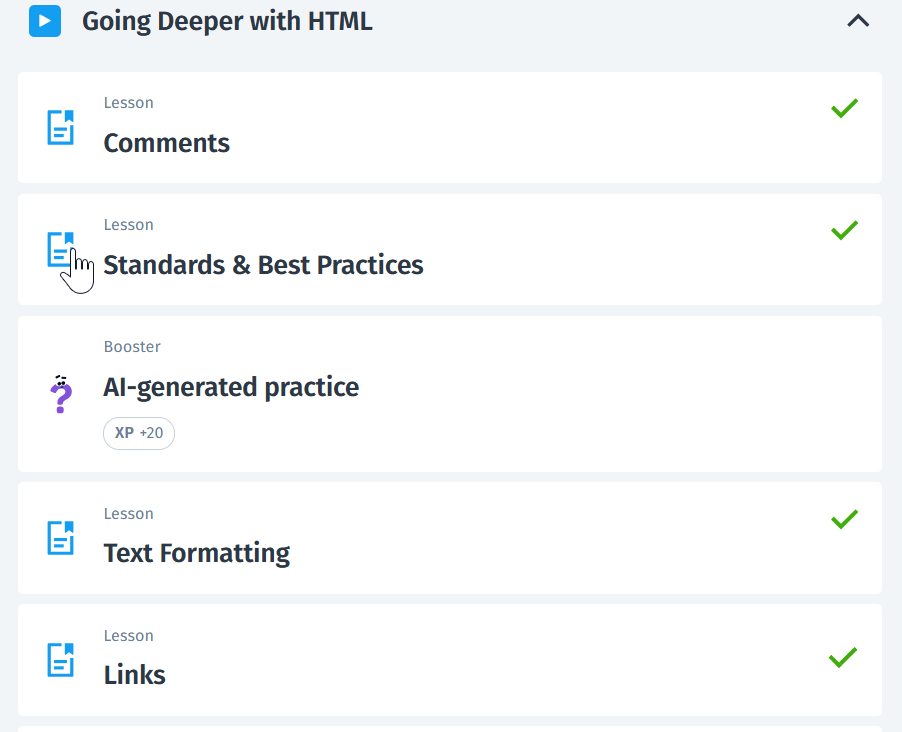 Going Deeper with HTML
Lesson
Comments
Lesson
Standards & Best Practices
Booster
AI-generated practice
XP +20
Lesson
Text Formatting
Lesson
Links